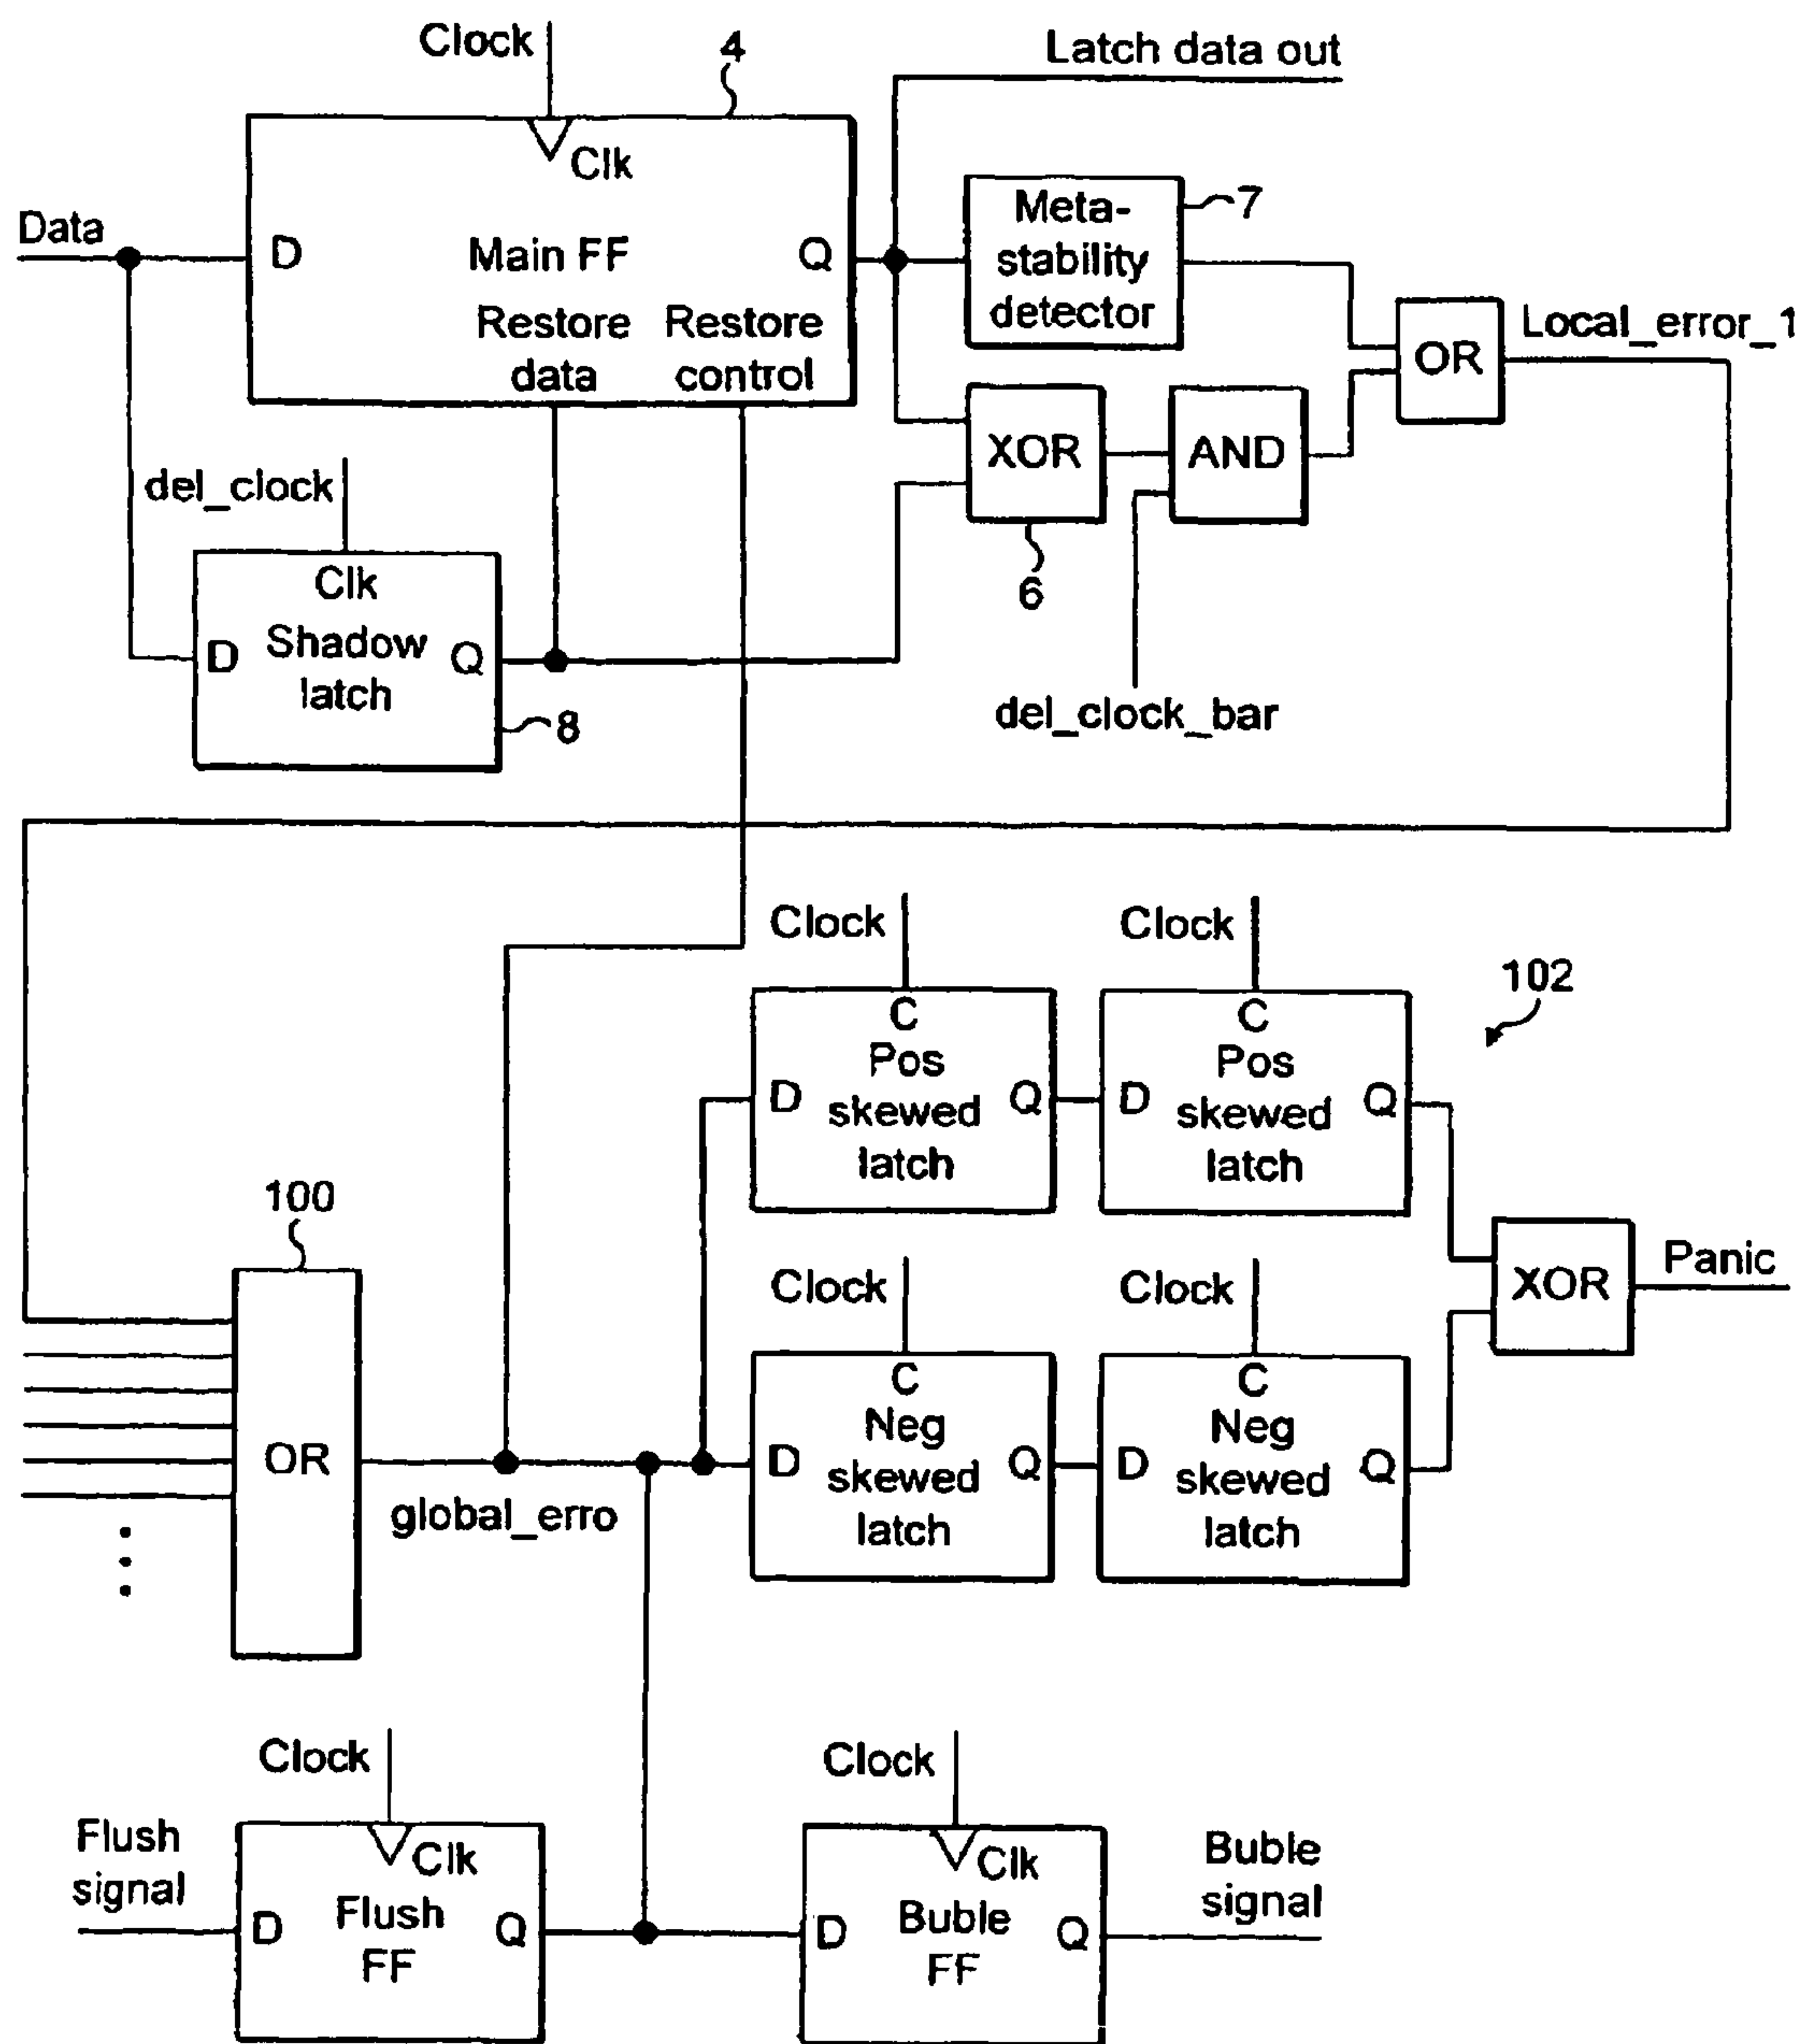 Clock
4
Latch data out
Clk
Data
D
Main FF
Q
Restore
data
Restore
control
Meta-
stability
detector
7
OR
Local_error_1
XOR
AND
6
del_clock
Clk
D
Shadow
latch
Q
8
del_clock_bar
Clock
Clock
102
C
Pos
skewed
latch
D
Q
C
Pos
skewed
latch
D
Q
100
OR
global_erro
Clock
Clock
XOR
Panic
C
Neg
skewed
latch
D
Q
C
Neg
skewed
latch
D
Q
Clock
Clock
Flush
signal
Clk
D
Flush
FF
Q
Clk
D
Buble
FF
Q
Buble
signal